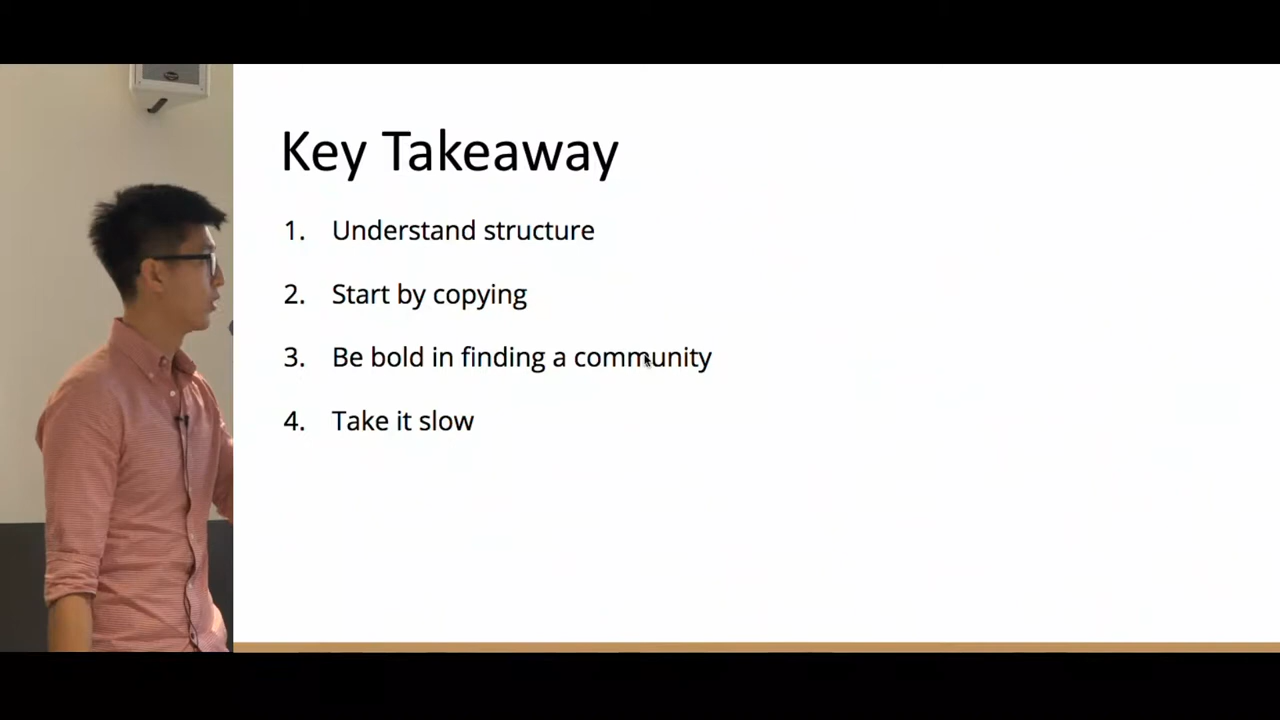 Key Takeaway
1. Understand structure
2. Start by copying
3. Be bold in finding a community
4. Take it slow